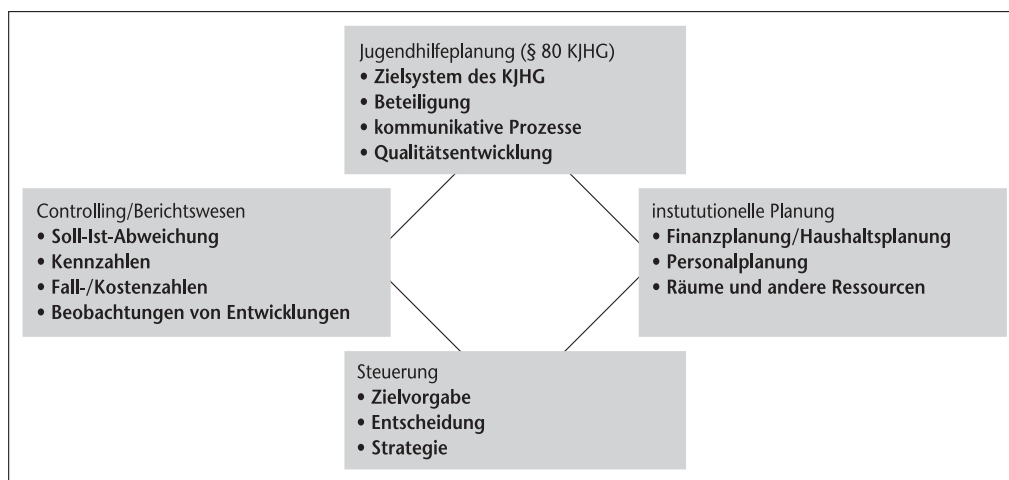 Jugendhilfeplanung (§ 80 KJHG)
• Zielsystem des KJHG
• Beteiligung
• kommunikative Prozesse
• Qualitätsentwicklung
Controlling/Berichtswesen
• Soll-Ist-Abweichung
• Kennzahlen
• Fall-/Kostenzahlen
• Beobachtungen von Entwicklungen
instututionelle Planung
• Finanzplanung/Haushaltsplanung
• Personalplanung
• Räume und andere Ressourcen
Steuerung
• Zielvorgabe
• Entscheidung
• Strategie